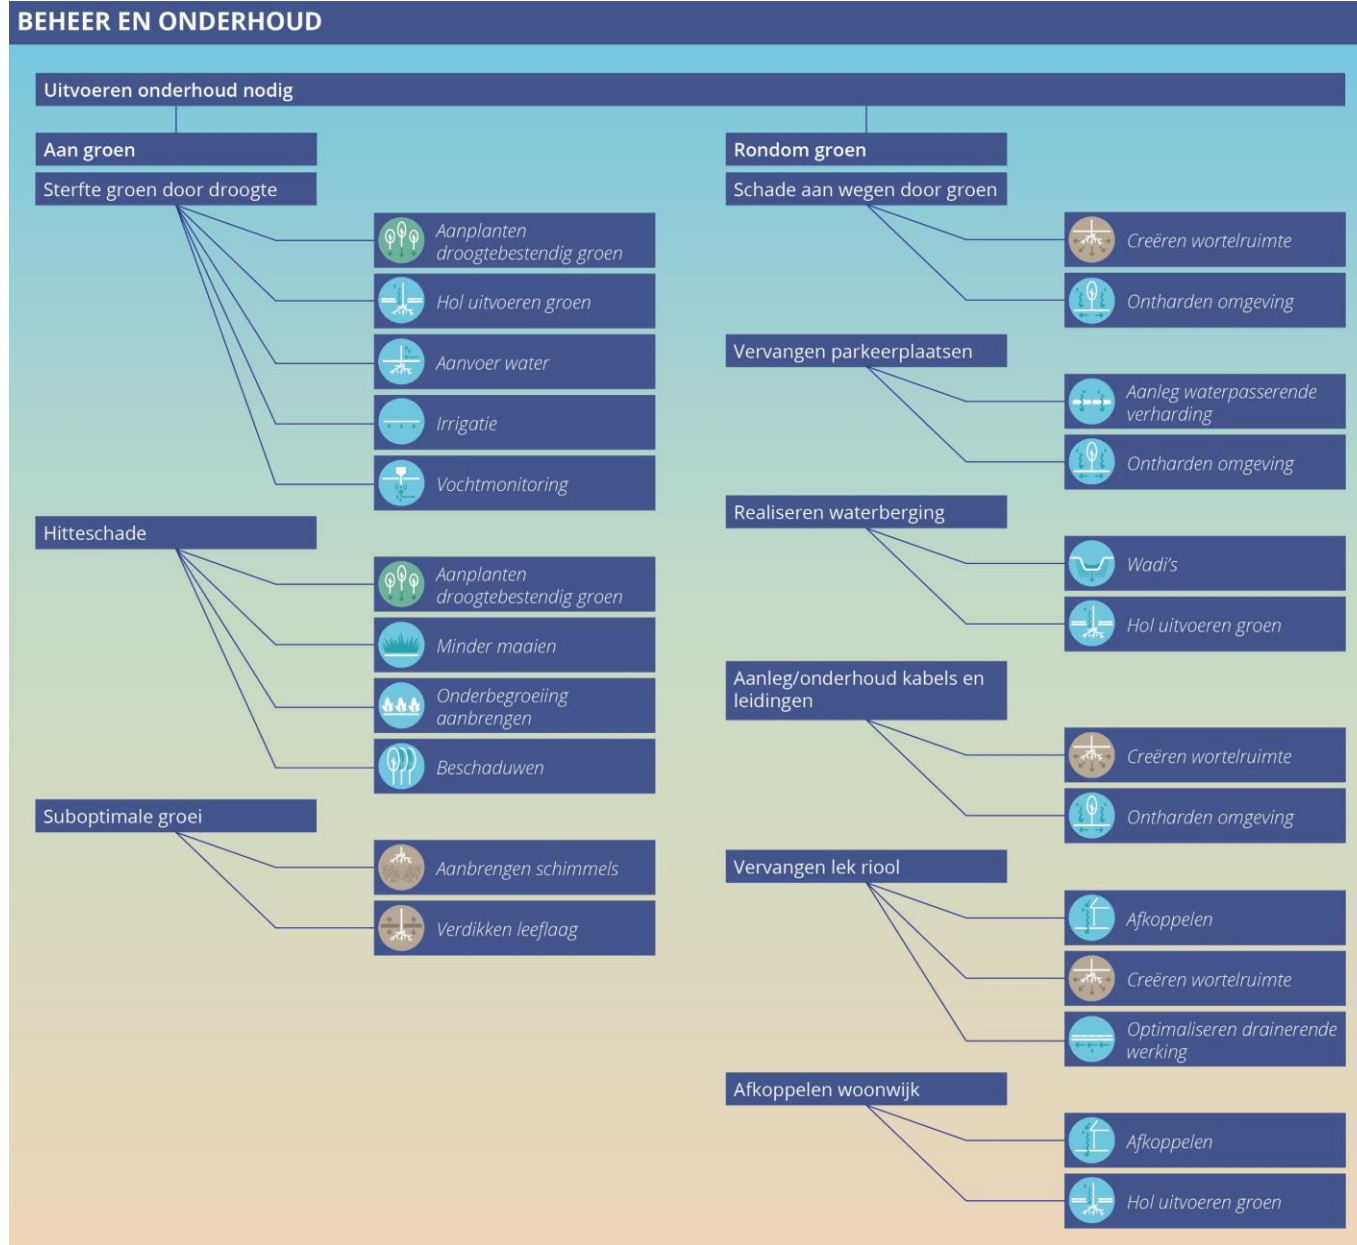 BEHEER EN ONDERHOUD
Uitvoeren onderhoud nodig
Aan groen
Sterfte groen door droogte
Aanplanten
droogtebestendig groen
Hol uitvoeren groen
Aanvoer water
Irrigatie
Vochtmonitoring
Hitteschade
Aanplanten
droogtebestendig groen
Minder maaien
Onderbegroeiing
aanbrengen
Beschaduwen
Suboptimale groei
Aanbrengen schimmels
Verdikken leeflaag
Rondom groen
Schade aan wegen door groen
Creëren wortelruimte
Ontharden omgeving
Vervangen parkeerplaatsen
Aanleg waterpasserende
verharding
Ontharden omgeving
Realiseren waterberging
Wadi's
Hol uitvoeren groen
Aanleg/onderhoud kabels en
leidingen
Creëren wortelruimte
Ontharden omgeving
Vervangen lek riool
Afkoppelen
Creëren wortelruimte
Optimaliseren drainerende
werking
Afkoppelen woonwijk
Afkoppelen
Hol uitvoeren groen